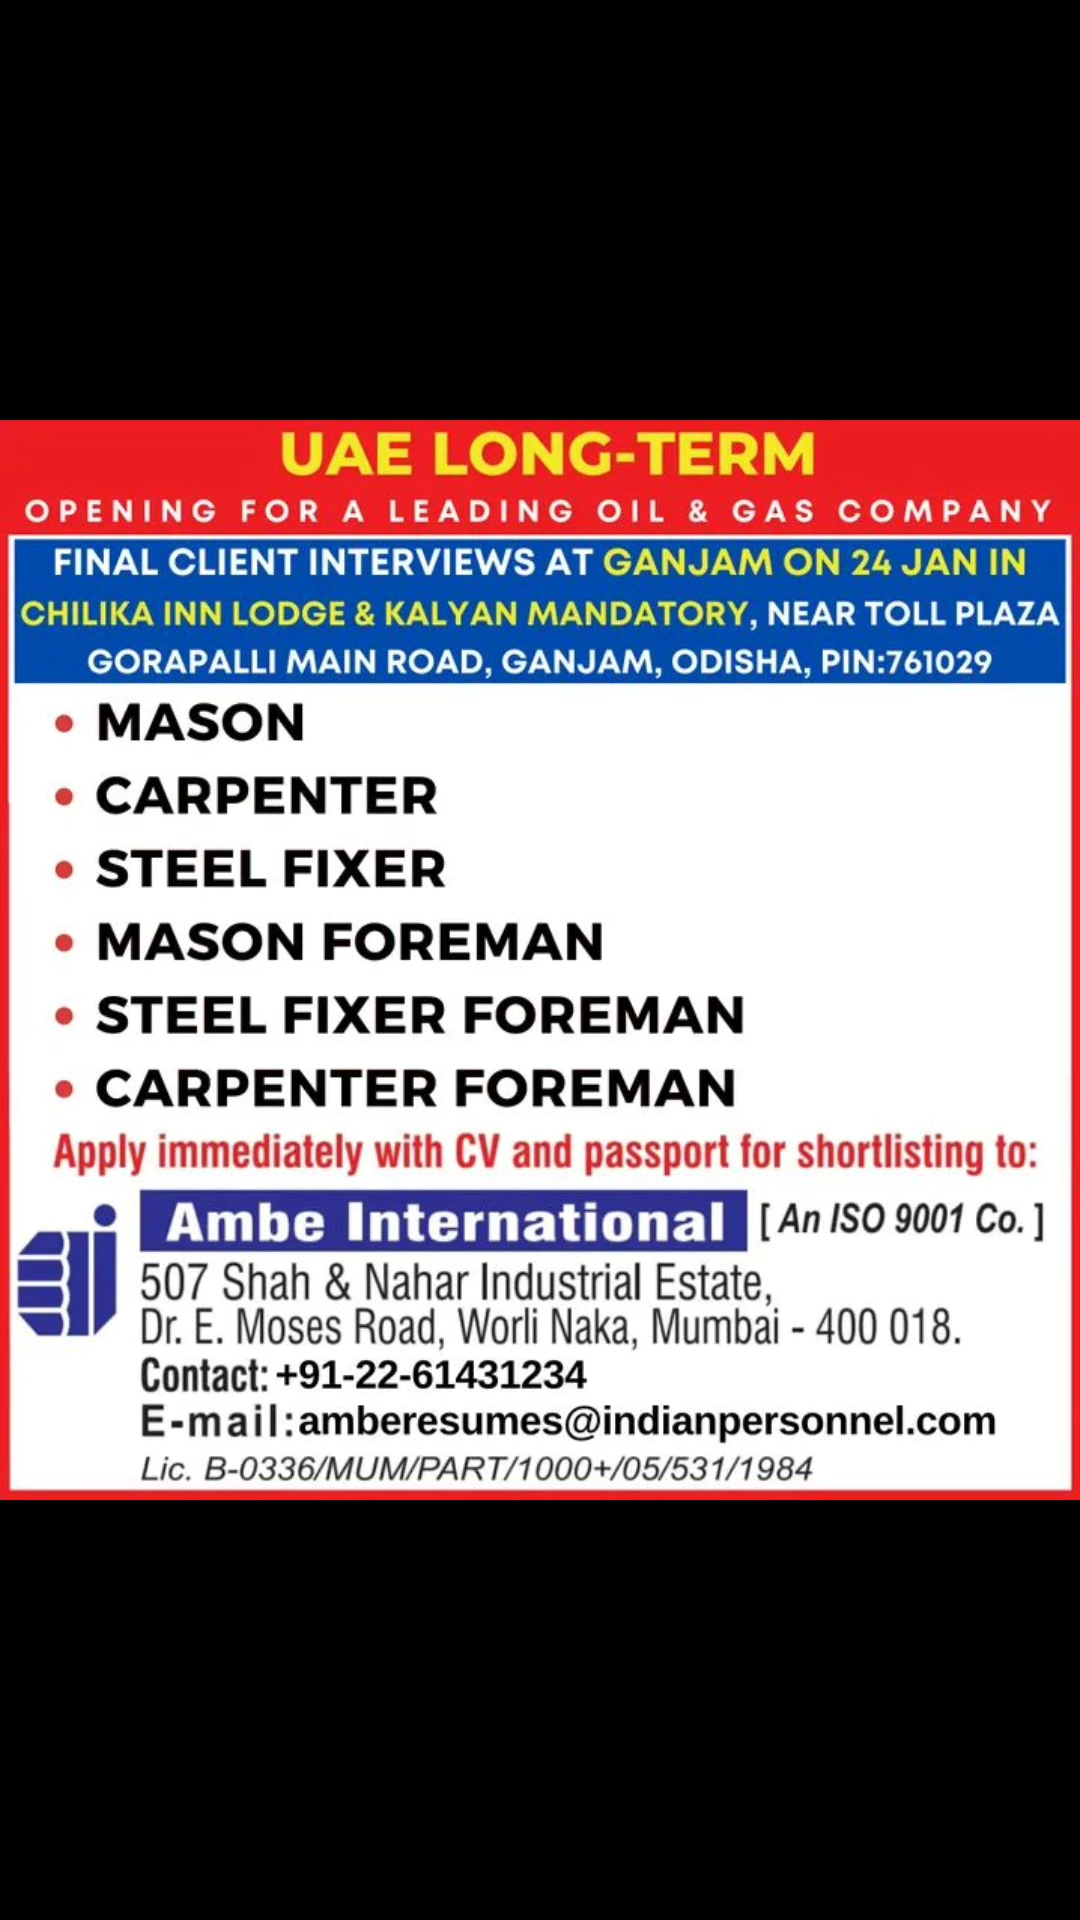 UAE LONG-TERM
OPENING FOR A LEADING OIL & GAS COMPANY
FINAL CLIENT INTERVIEWS AT GANJAM ON 24 JAN IN
CHILIKA INN LODGE & KALYAN MANDATORY, NEAR TOLL PLAZA
GORAPALLI MAIN ROAD, GANJAM, ODISHA, PIN:761029
• MASON
• CARPENTER
• STEEL FIXER
• MASON FOREMAN
• STEEL FIXER FOREMAN
• CARPENTER FOREMAN
Apply immediately with CV and passport for shortlisting to:
Ambe International [ An ISO 9001 Co. ]
507 Shah & Nahar Industrial Estate,
Dr. E. Moses Road, Worli Naka, Mumbai - 400 018.
Contact: +91-22-61431234
E-mail: amberesumes@indianpersonnel.com
Lic. B-0336/MUM/PART/1000+/05/531/1984